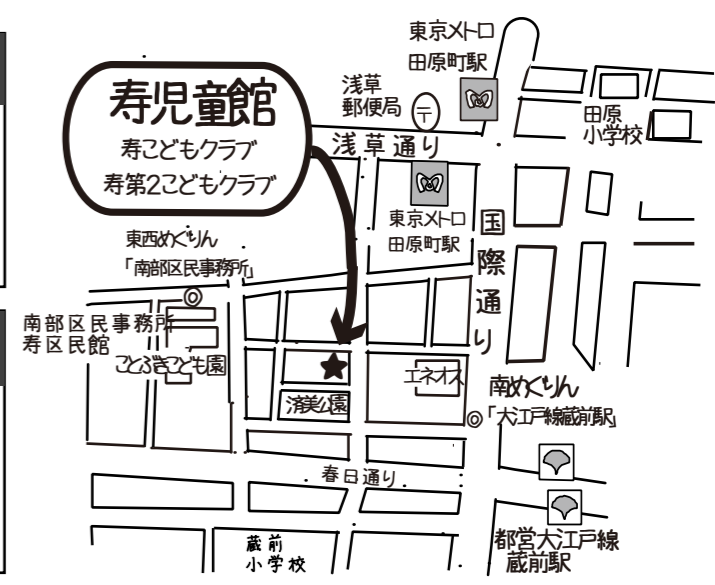 東京メトロ
田原町駅
寿児童館
寿こどもクラブ
寿第2こどもクラブ
浅草
郵便局
〒
田原
小学校
浅草通り
東京メトロ
田原町駅
国際通り
東西めぐりん
「南部区民事務所」
南部区民事務所
寿区民館
ことぶきこども園
エネオス
済美公園
南めぐりん
「大江戸線蔵前駅」
春日通り
都営大江戸線
蔵前駅
蔵前
小学校